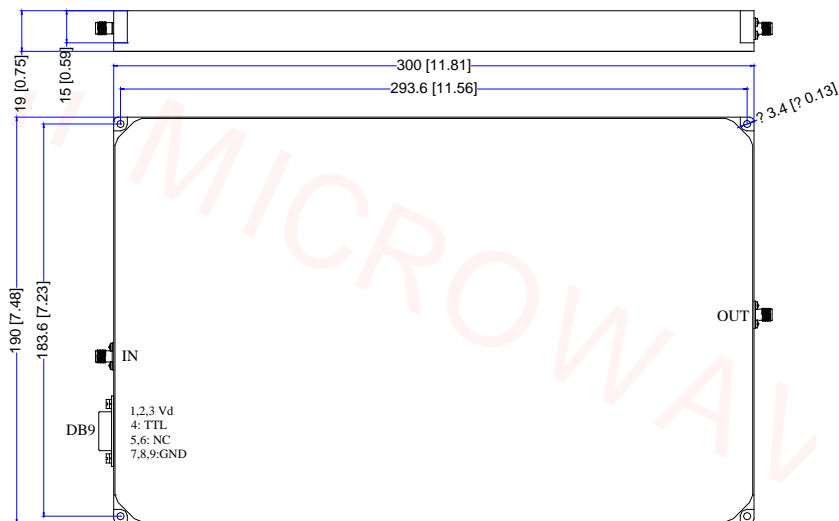 19 [0.75]
15 [0.59]
300 [11.81]
293.6 [11.56]
? 3.4 [? 0.13]
190 [7.48]
183.6 [7.23]
MICROWAV
OUT
IN
DB9
1,2,3 Vd
4: TTL
5,6: NC
7,8,9:GND